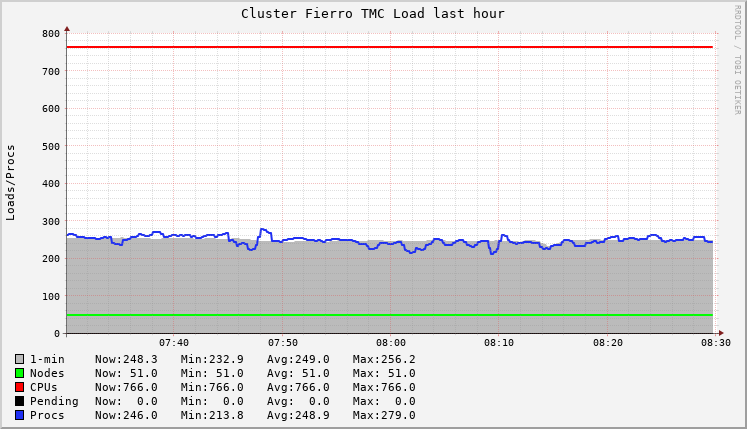 Cluster Fierro TMC Load last hour
RRDTOOL / TOBI OETIKER
Loads/Procs
800
700
600
500
400
300
200
100
0
07:40 07:50 08:00 08:10 08:20 08:30
1-min Now:248.3 Min:232.9 Avg:249.0 Max:256.2
Nodes Now: 51.0 Min: 51.0 Avg: 51.0 Max: 51.0
CPUs Now:766.0 Min:766.0 Avg:766.0 Max:766.0
Pending Now: 0.0 Min: 0.0 Avg: 0.0 Max: 0.0
Procs Now:246.0 Min:213.8 Avg:248.9 Max:279.0